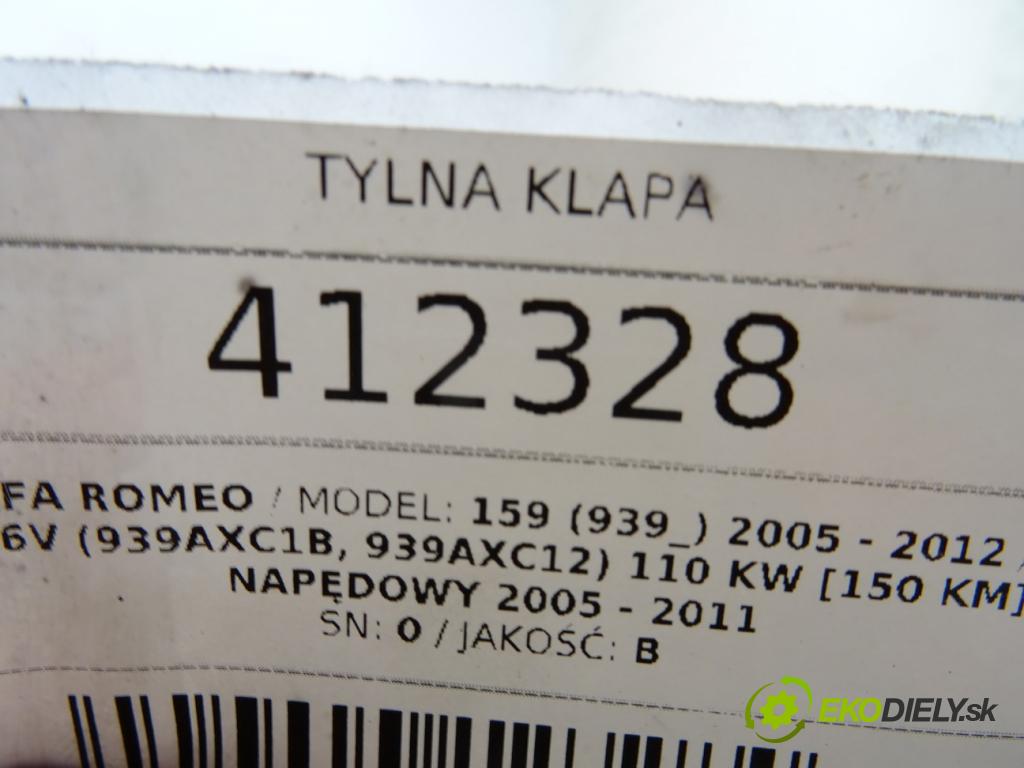 TYLNA KLAPA
412328
FA ROMEO / MODEL: 159 (939_) 2005 - 2012 /
6V (939AXC1B, 939AXC12) 110 KW [150 KM]
NAPĘDOWY 2005 - 2011
SN: 0 / JAKOŚĆ: B
EKODIELY.sk